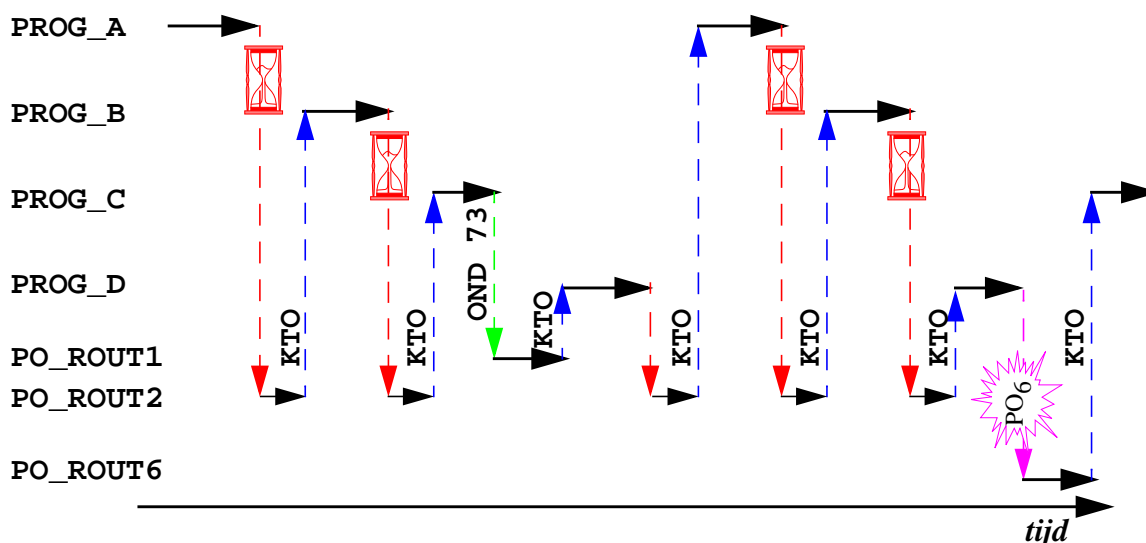 PROG_A
PROG_B
PROG_C
PROG_D
PO_ROUT1
PO_ROUT2
PO_ROUT6
KTO
KTO
OND 73
KTO
KTO
KTO
KTO
PO6
KTO
tijd